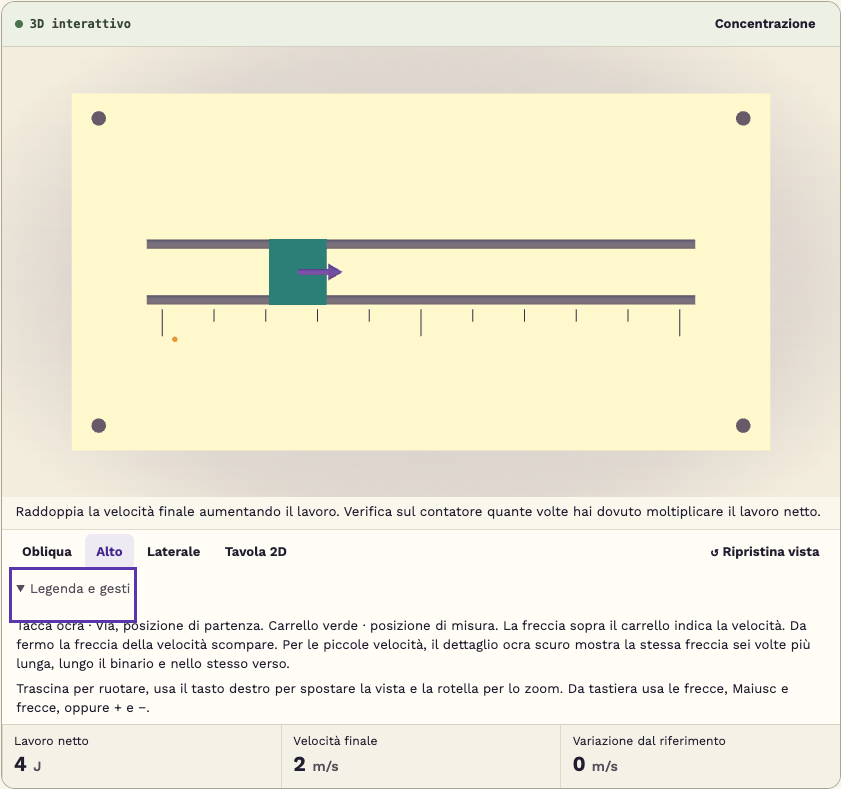 3D interattivo
Concentrazione
Raddoppia la velocità finale aumentando il lavoro. Verifica sul contatore quante volte hai dovuto moltiplicare il lavoro netto.
Obliqua Alto Laterale Tavola 2D
↺ Ripristina vista
▼ Legenda e gesti
Tacca ocra · Via, posizione di partenza. Carrello verde · posizione di misura. La freccia sopra il carrello indica la velocità. Da
fermo la freccia della velocità scompare. Per le piccole velocità, il dettaglio ocra scuro mostra la stessa freccia sei volte più
lunga, lungo il binario e nello stesso verso.
Trascina per ruotare, usa il tasto destro per spostare la vista e la rotella per lo zoom. Da tastiera usa le frecce, Maiusc e
frecce, oppure + e −.
Lavoro netto
4 J
Velocità finale
2 m/s
Variazione dal riferimento
0 m/s